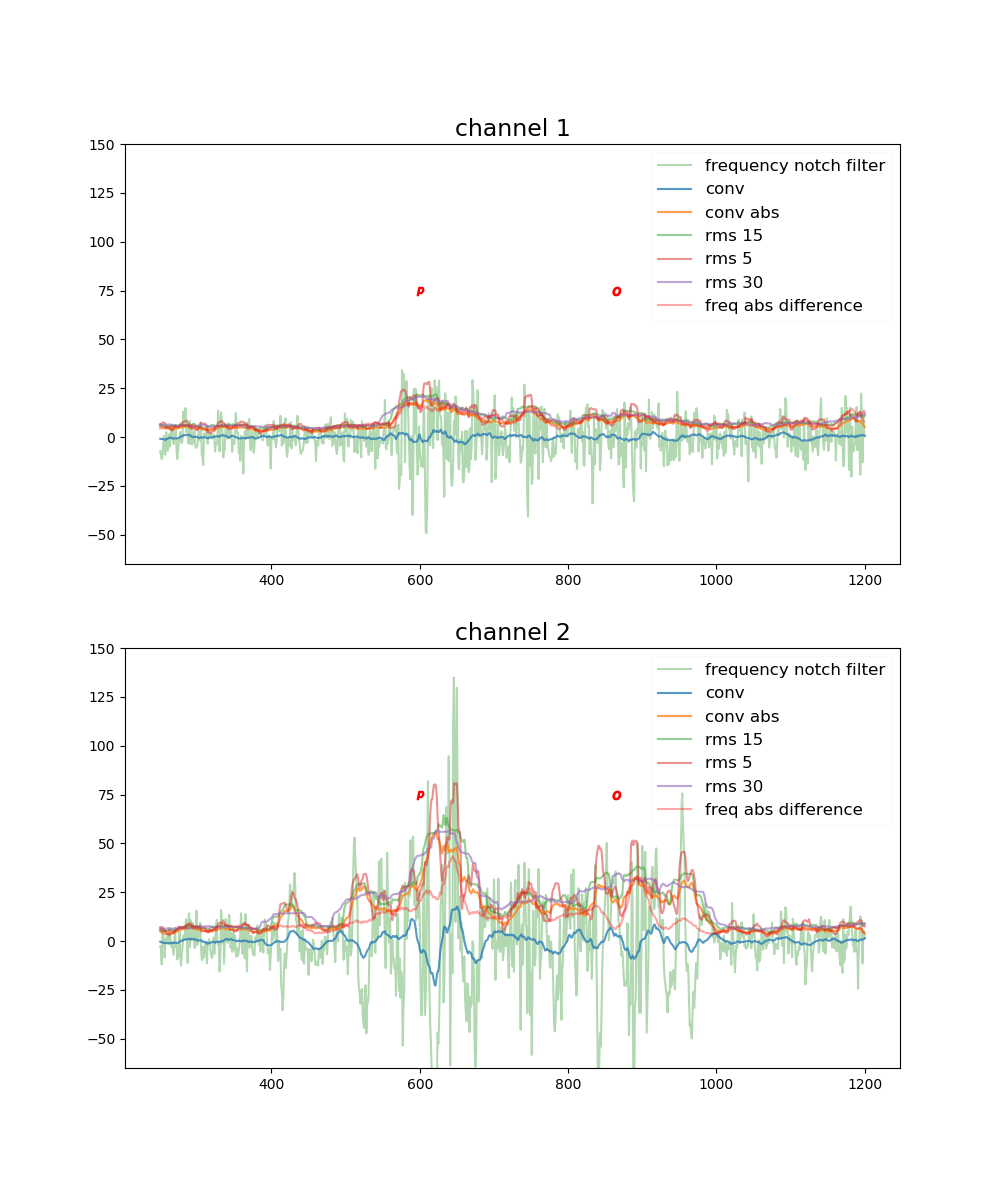 channel 1
150
125
100
75
50
25
0
−25
−50
frequency notch filter
conv
conv abs
rms 15
rms 5
rms 30
freq abs difference
P
O
400 600 800 1000 1200
channel 2
150
125
100
75
50
25
0
−25
−50
frequency notch filter
conv
conv abs
rms 15
rms 5
rms 30
freq abs difference
P
O
400 600 800 1000 1200